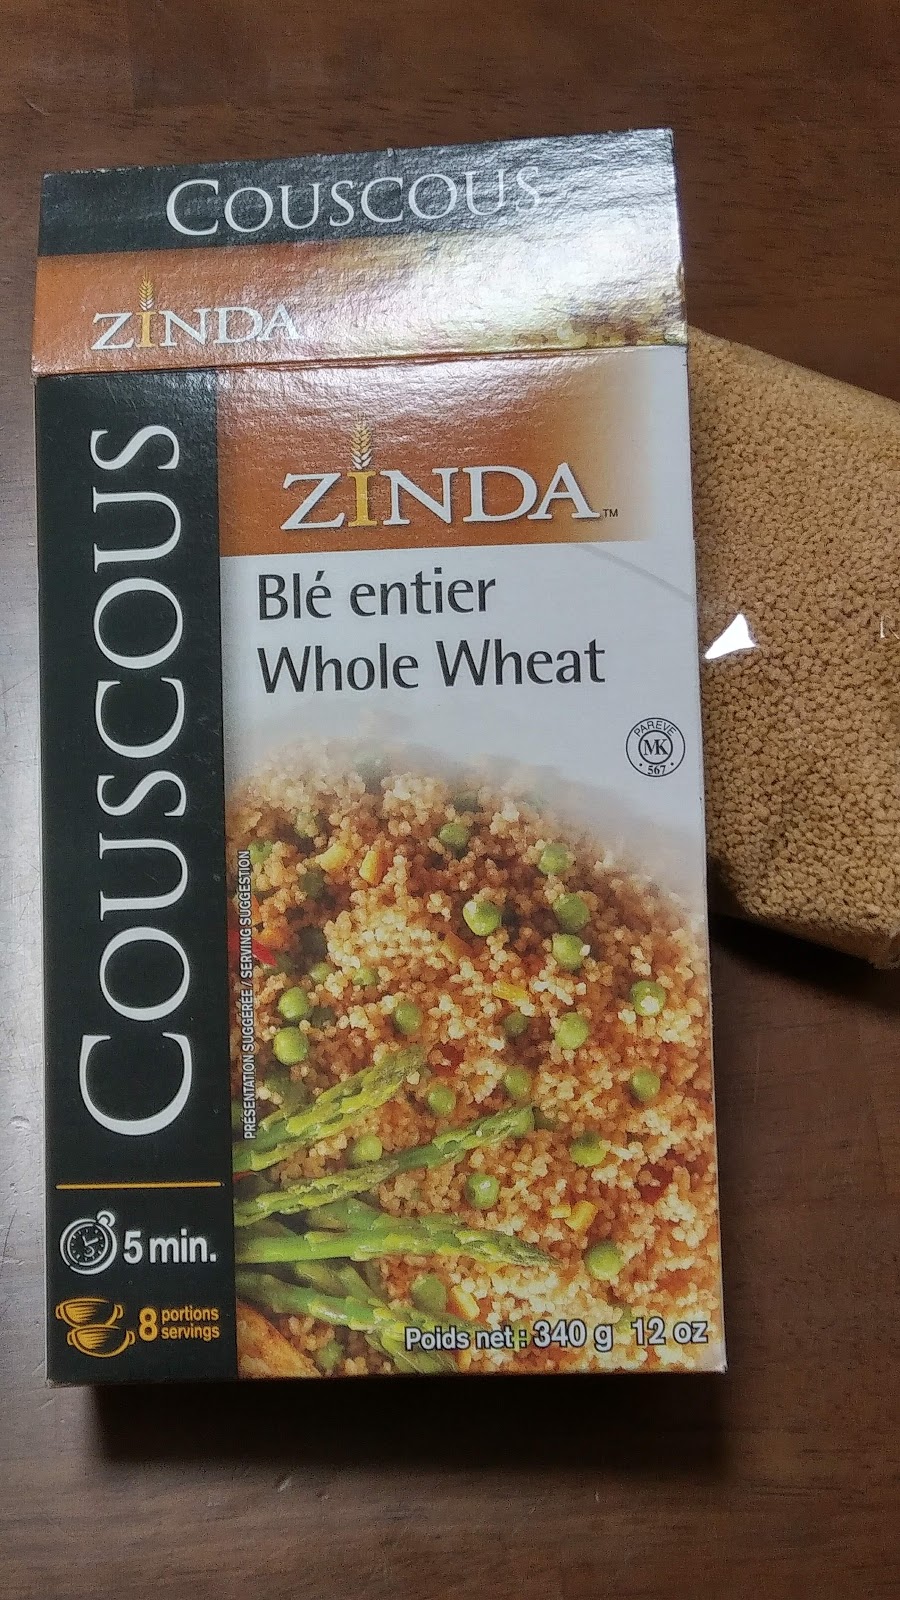 COUSCOUS
ZINDA
COUSCOUS
ZINDA™
Blé entier
Whole Wheat
PAREVE
MK
• 567 •
PRÉSENTATION SUGGÉRÉE / SERVING SUGGESTION
5 min.
8 portions
servings
Poids net : 340 g 12 oz